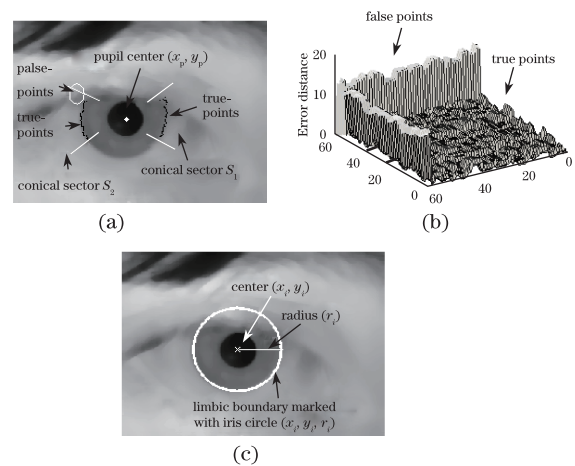 pupil center (x_p, y_p)
palse-
points
true-
points
true-
points
conical sector S_1
conical sector S_2
(a)
false points
true points
Error distance
20
10
0
60
40
20
0
60
40
20
0
(b)
center (x_i, y_i)
radius (r_i)
limbic boundary marked
with iris circle (x_i, y_i, r_i)
(c)